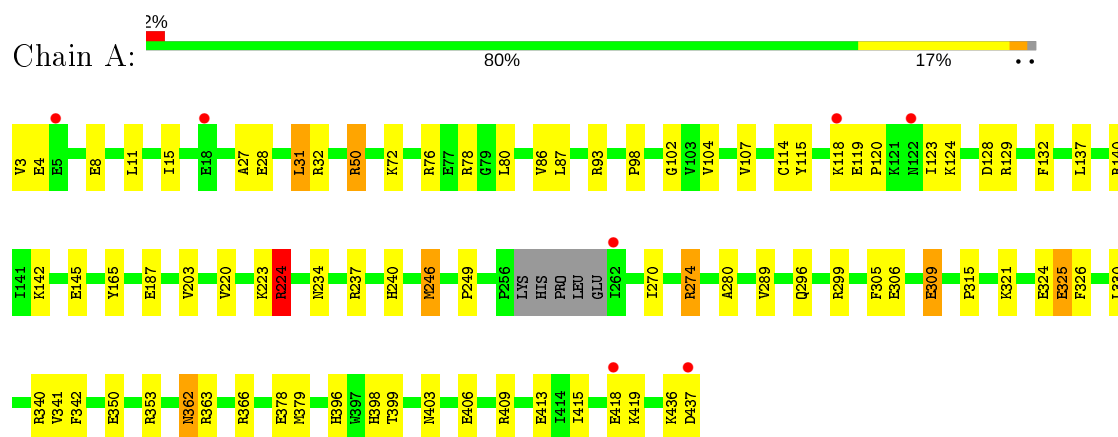 2%
Chain A:
80% 17% • •
V3 E4 E5 E8 L11 I15 E18 A27 E28 L31 R32 R50 K72 R76 E77 R78 G79 L80 V86 L87 R93 P98 G102 V103 V104 V107 C114 Y115 K118 E119 P120 K121 N122 I123 K124 D128 R129 F132 L137 R140
I141 K142 E145 Y165 E187 V203 V220 K223 R224 N234 R237 H240 M246 P249 P256 LYS HIS PRO LEU GLU I262 I270 R274 A280 V289 Q296 R299 F305 E306 E309 P315 K321 E324 E325 F326 L330
R340 V341 F342 E350 R353 N362 R363 R366 E378 M379 H396 W397 H398 T399 N403 E406 R409 E413 I414 I415 E418 K419 K436 D437